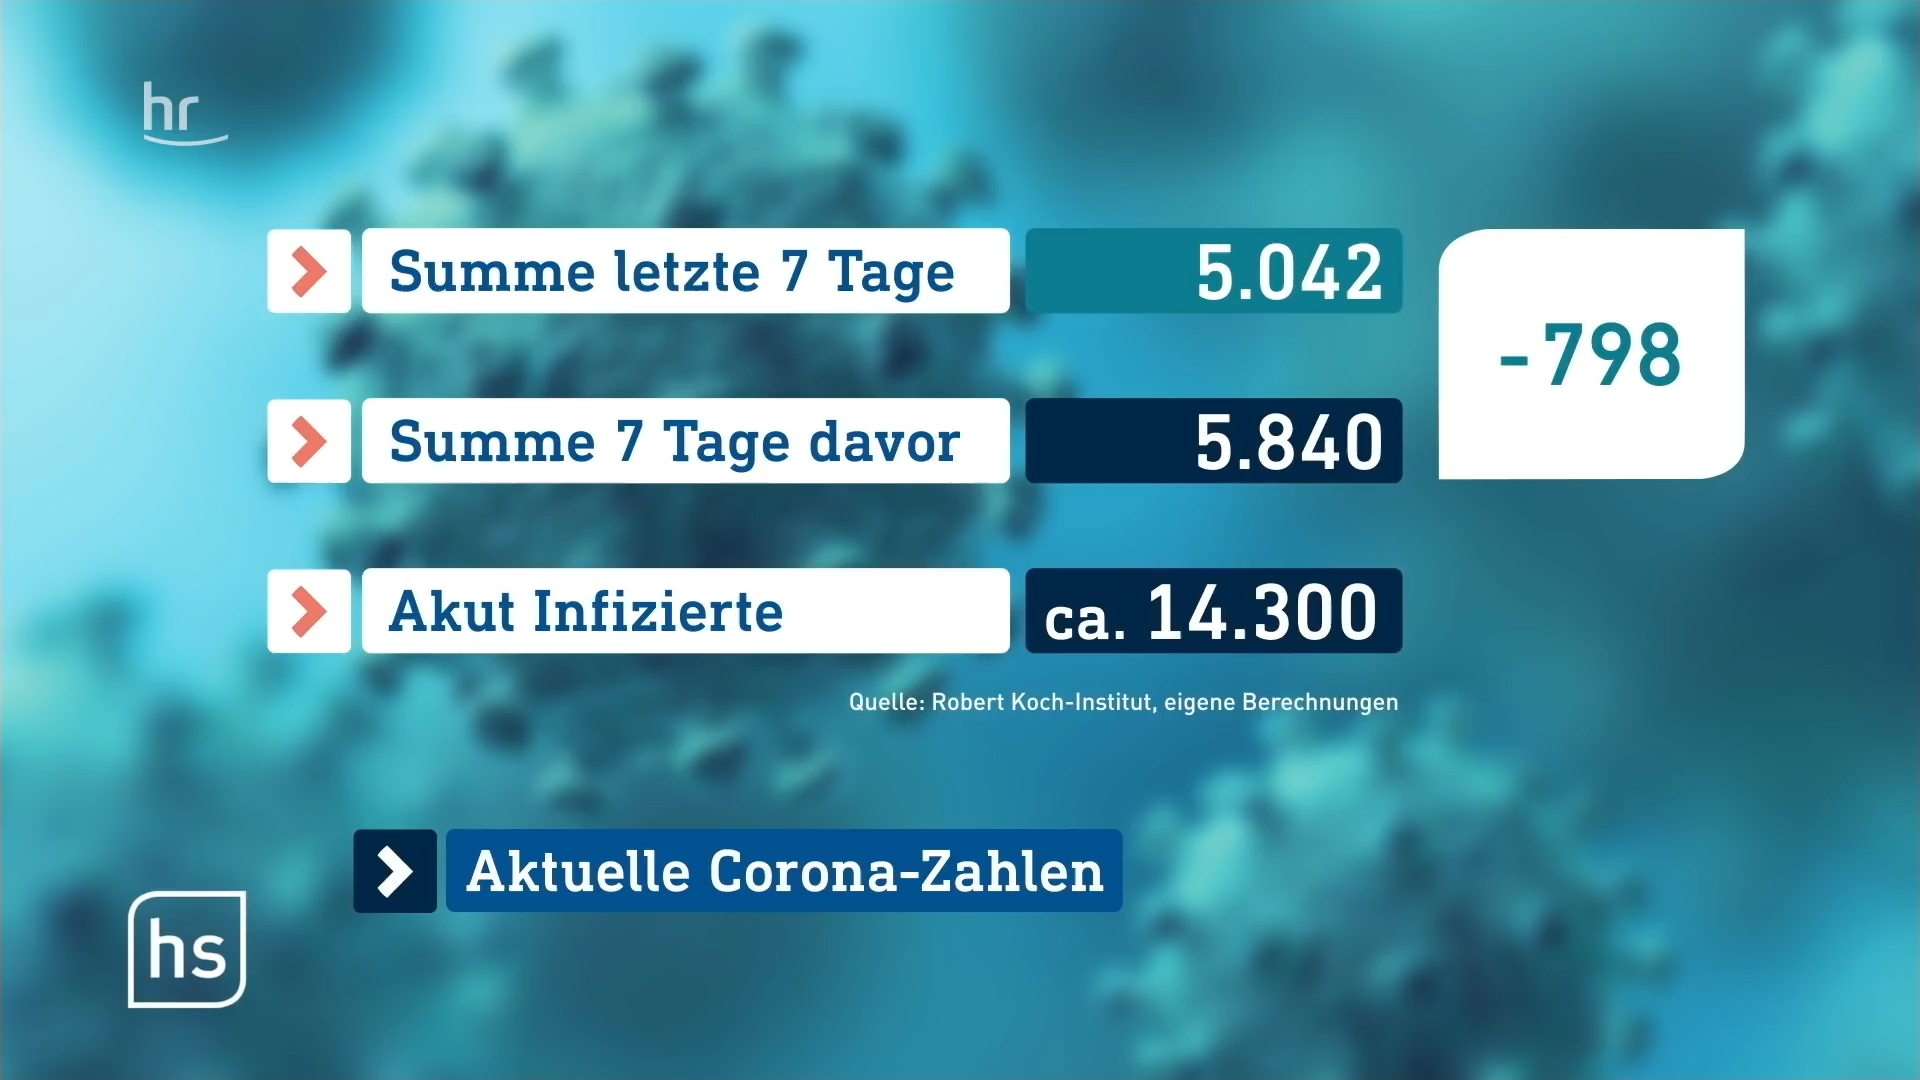 hr
Summe letzte 7 Tage 5.042
-798
Summe 7 Tage davor 5.840
Akut Infizierte ca. 14.300
Quelle: Robert Koch-Institut, eigene Berechnungen
Aktuelle Corona-Zahlen
hs